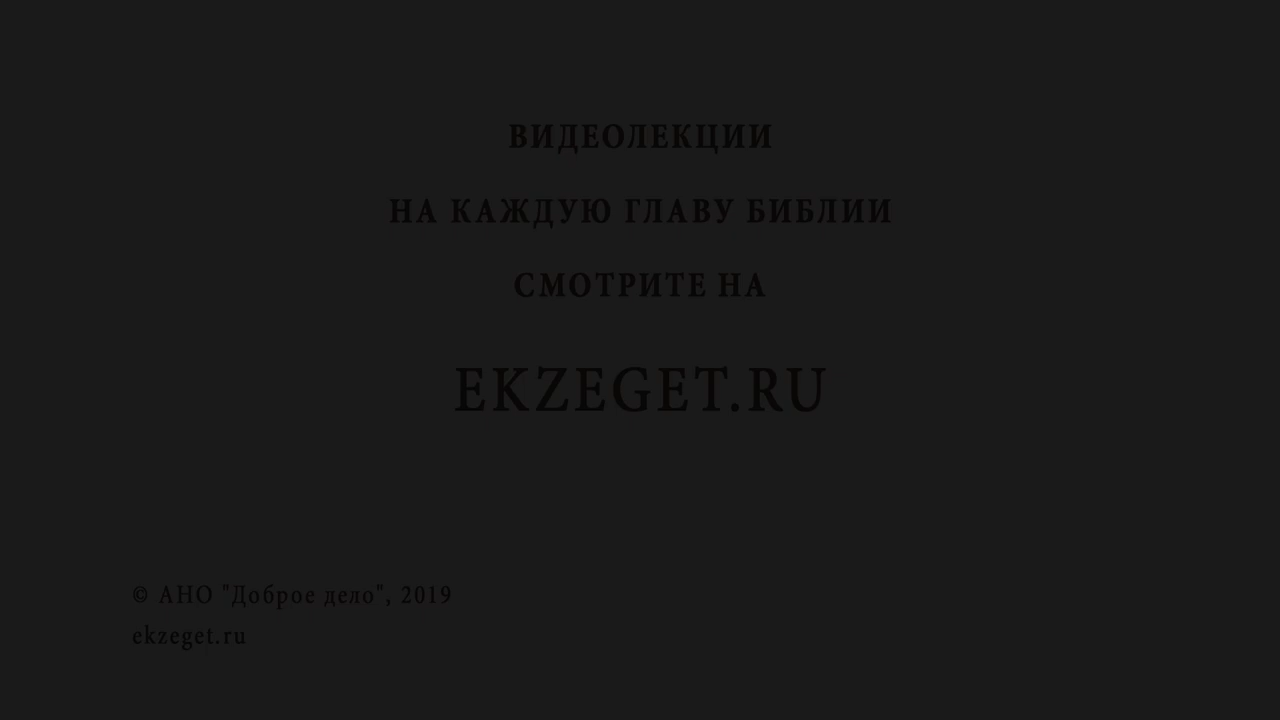 ВИДЕОЛЕКЦИИ
НА КАЖДУЮ ГЛАВУ БИБЛИИ
СМОТРИТЕ НА
EKZEGET.RU
© АНО "Доброе дело", 2019
ekzeget.ru